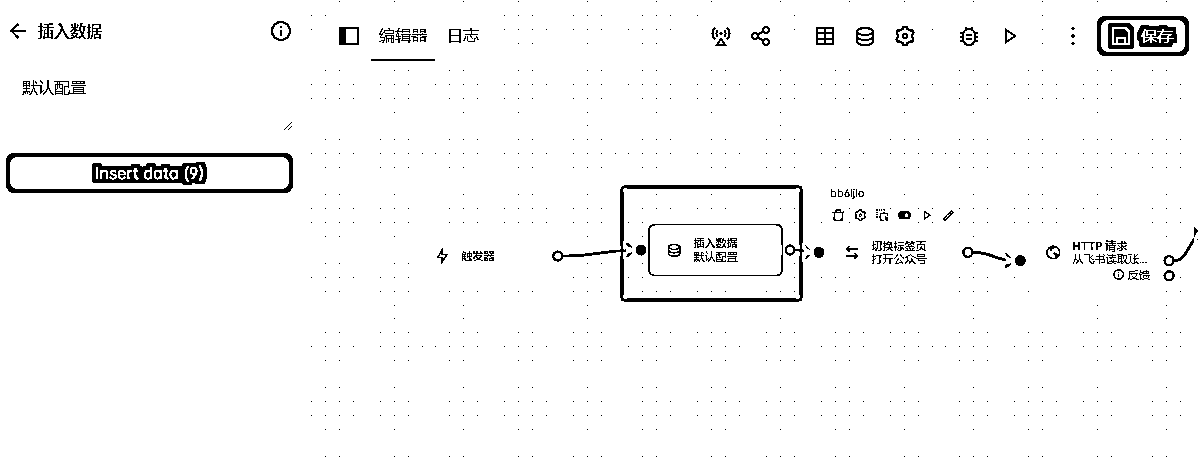 插入数据
编辑器 日志
保存
默认配置
Insert data (9)
触发器
插入数据
默认配置
bb6ljio
切换标签页
打开公众号
HTTP 请求
从飞书读取账...
反馈